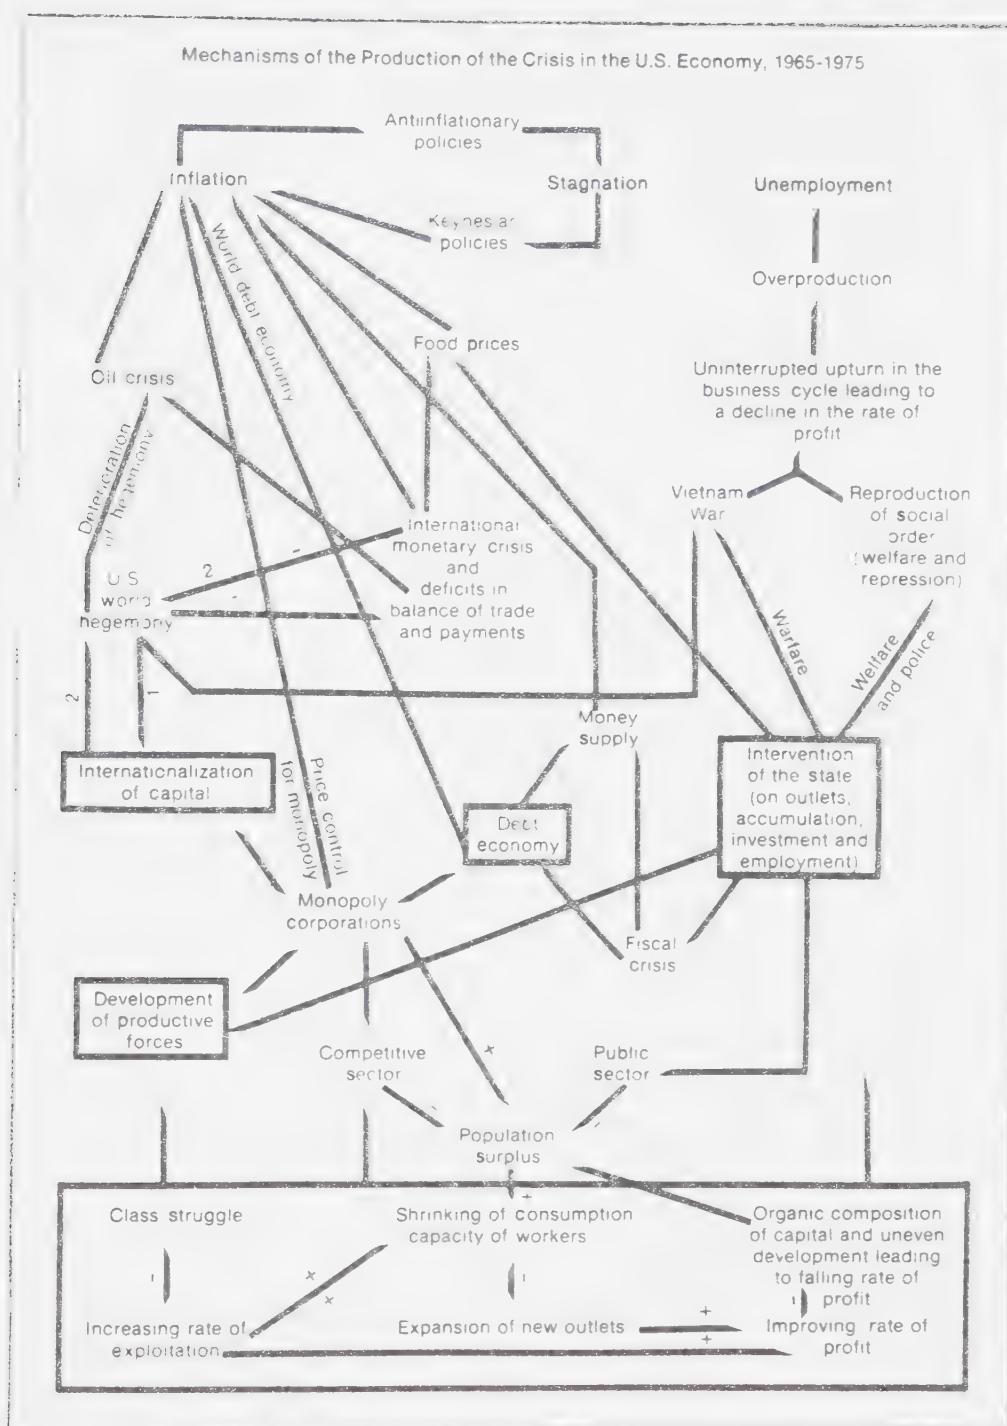 Mechanisms of the Production of the Crisis in the U.S. Economy, 1965-1975
Antiinflationary
policies
Inflation
Stagnation
Unemployment
policies
World debt economy
Overproduction
Food prices
Oil crisis
Uninterrupted upturn in the
business cycle leading to
a decline in the rate of
profit
Deterioration
of hegemony
Vietnam
War
Reproduction
of social
order
(welfare and
repression)
International
monetary crisis
and
deficits in
balance of trade
and payments
-
2
-
U.S.
world
hegemony
Warfare
Welfare
and police
2
1
Money
supply
Internationalization
of capital
Price control
for monopoly
Debt
economy
Intervention
of the state
(on outlets,
accumulation,
investment and
employment)
Monopoly
corporations
Fiscal
crisis
Development
of productive
forces
Competitive
sector
+
Public
sector
-
-
Population
surplus
+
Class struggle
Shrinking of consumption
capacity of workers
Organic composition
of capital and uneven
development leading
to falling rate of
profit
+
+
+
+
Increasing rate of
exploitation
Expansion of new outlets
Improving rate of
profit